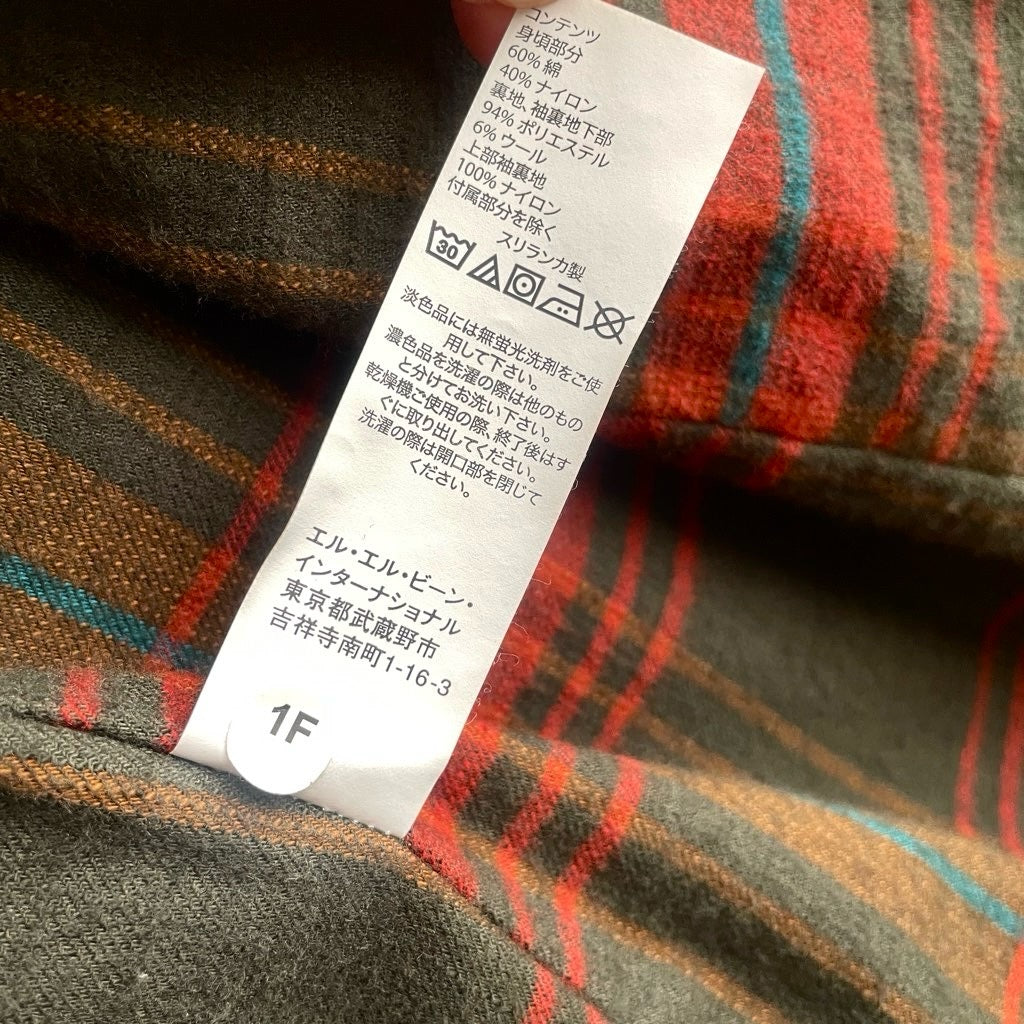 コンテンツ
身頃部分
60% 綿
40% ナイロン
裏地、袖裏地下部
94% ポリエステル
6% ウール
上部袖裏地
100% ナイロン
付属部分を除く
スリランカ製
30
淡色品には無蛍光洗剤をご使
用して下さい。
濃色品を洗濯の際は他のもの
と分けてお洗い下さい。
乾燥機ご使用の際、終了後はす
ぐに取り出してください。
洗濯の際は開口部を閉じて
ください。
エル・エル・ビーン・
インターナショナル
東京都武蔵野市
吉祥寺南町1-16-3
1F